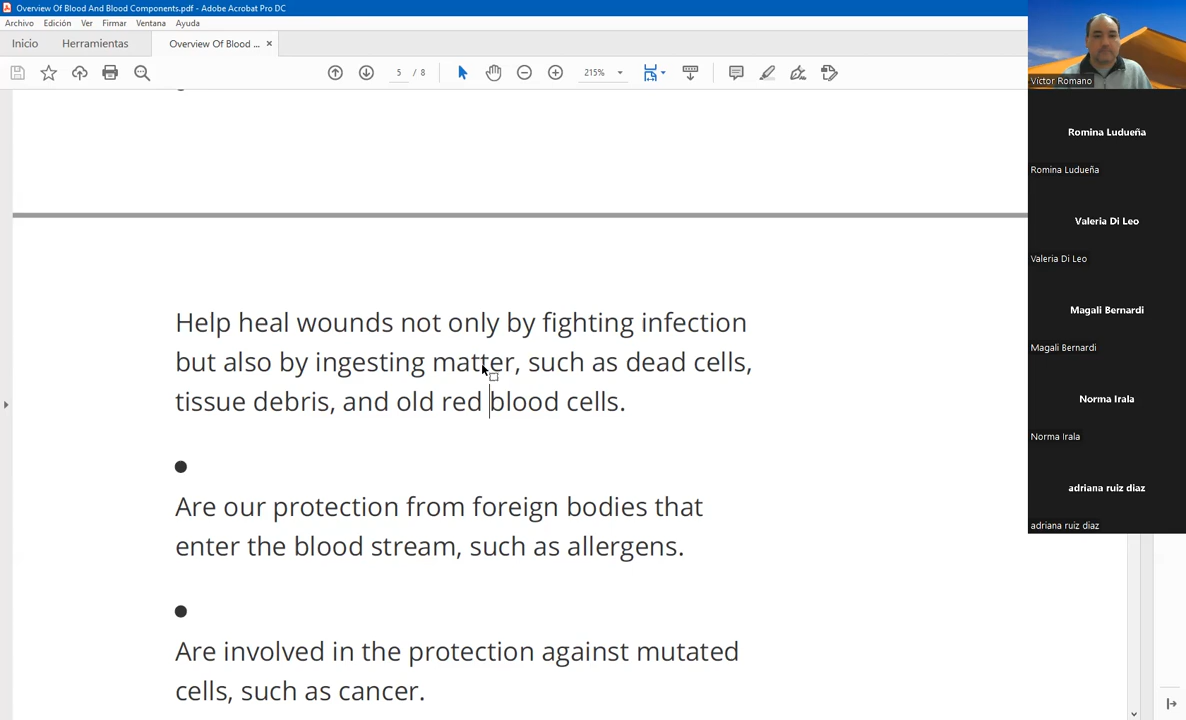 Overview Of Blood And Blood Components.pdf - Adobe Acrobat Pro DC
Archivo Edición Ver Firmar Ventana Ayuda
Inicio Herramientas Overview Of Blood ... ×
5 / 8 215%
Help heal wounds not only by fighting infection
but also by ingesting matter, such as dead cells,
tissue debris, and old red blood cells.
●
Are our protection from foreign bodies that
enter the blood stream, such as allergens.
●
Are involved in the protection against mutated
cells, such as cancer.
Víctor Romano
Romina Ludueña
Romina Ludueña
Valeria Di Leo
Valeria Di Leo
Magali Bernardi
Magali Bernardi
Norma Irala
Norma Irala
adriana ruiz diaz
adriana ruiz diaz